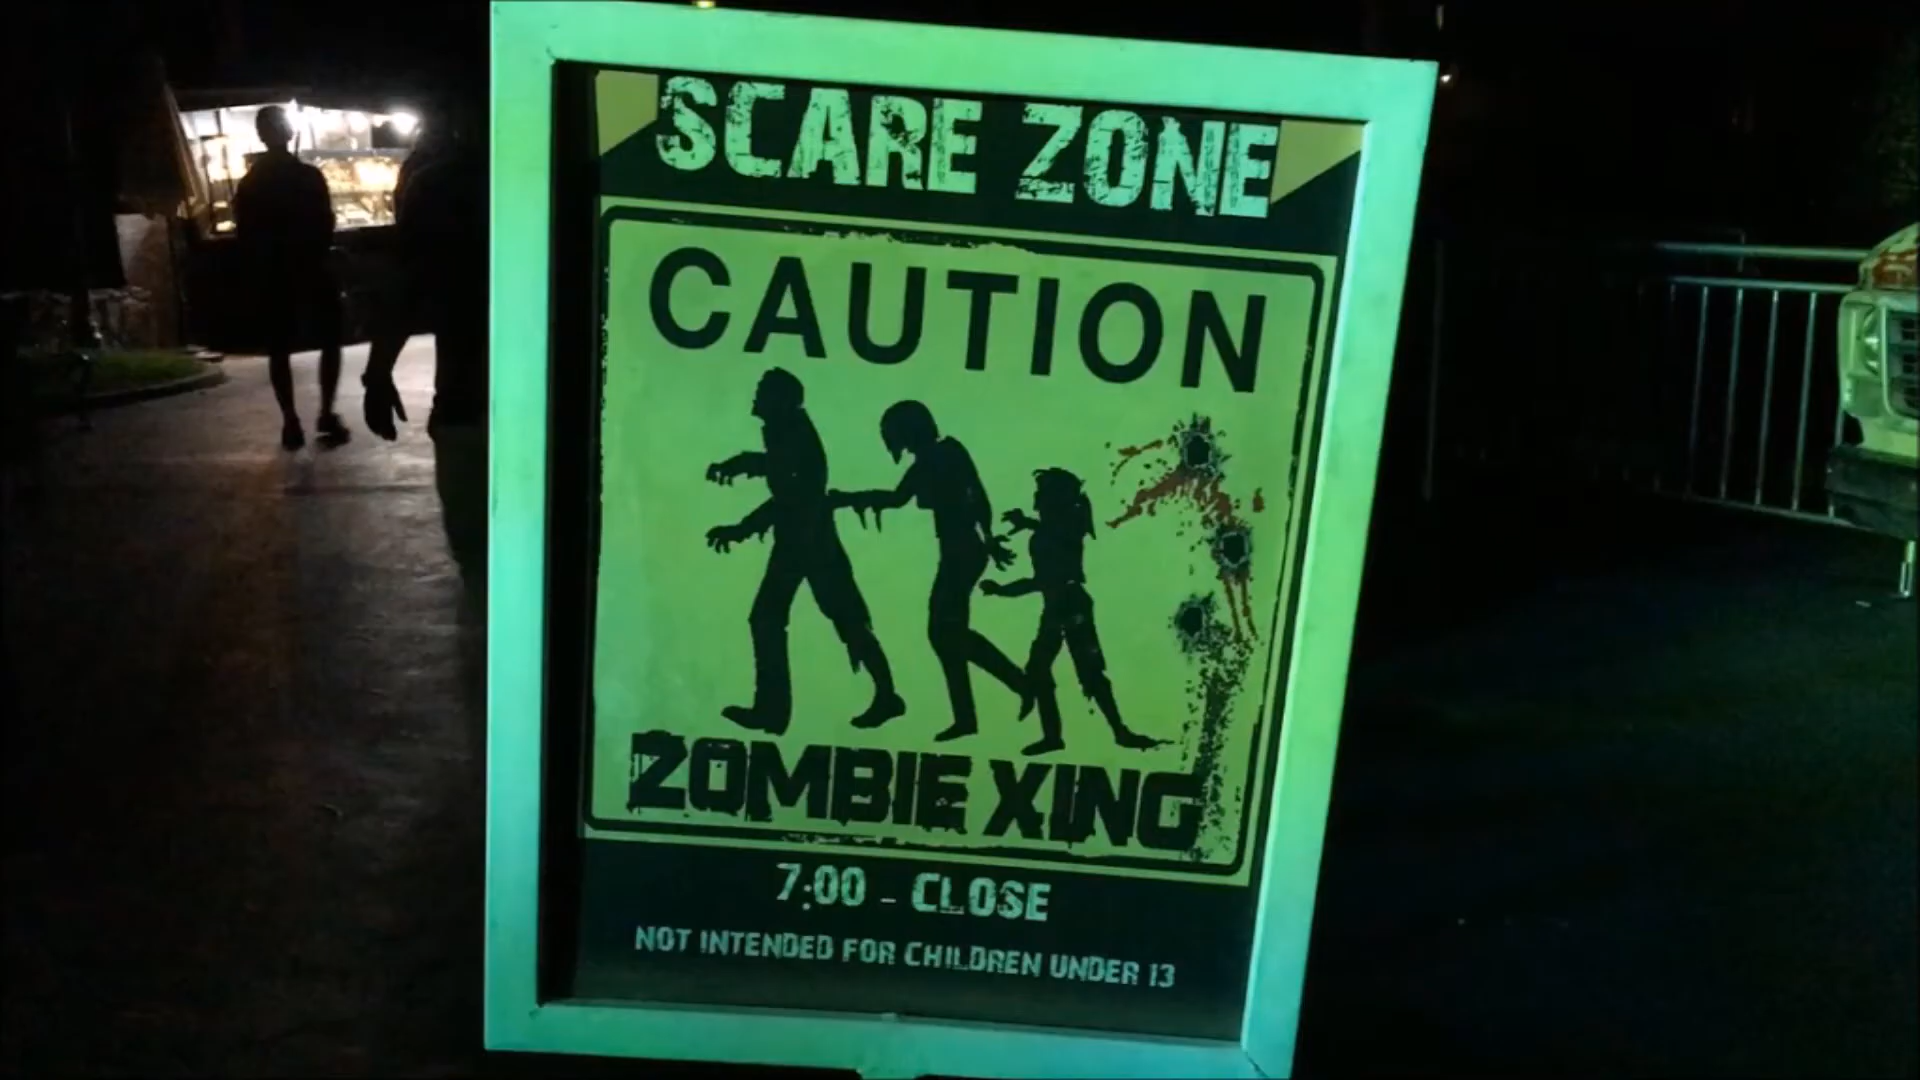 SCARE ZONE
CAUTION
ZOMBIE XING
7:00 - CLOSE
NOT INTENDED FOR CHILDREN UNDER 13